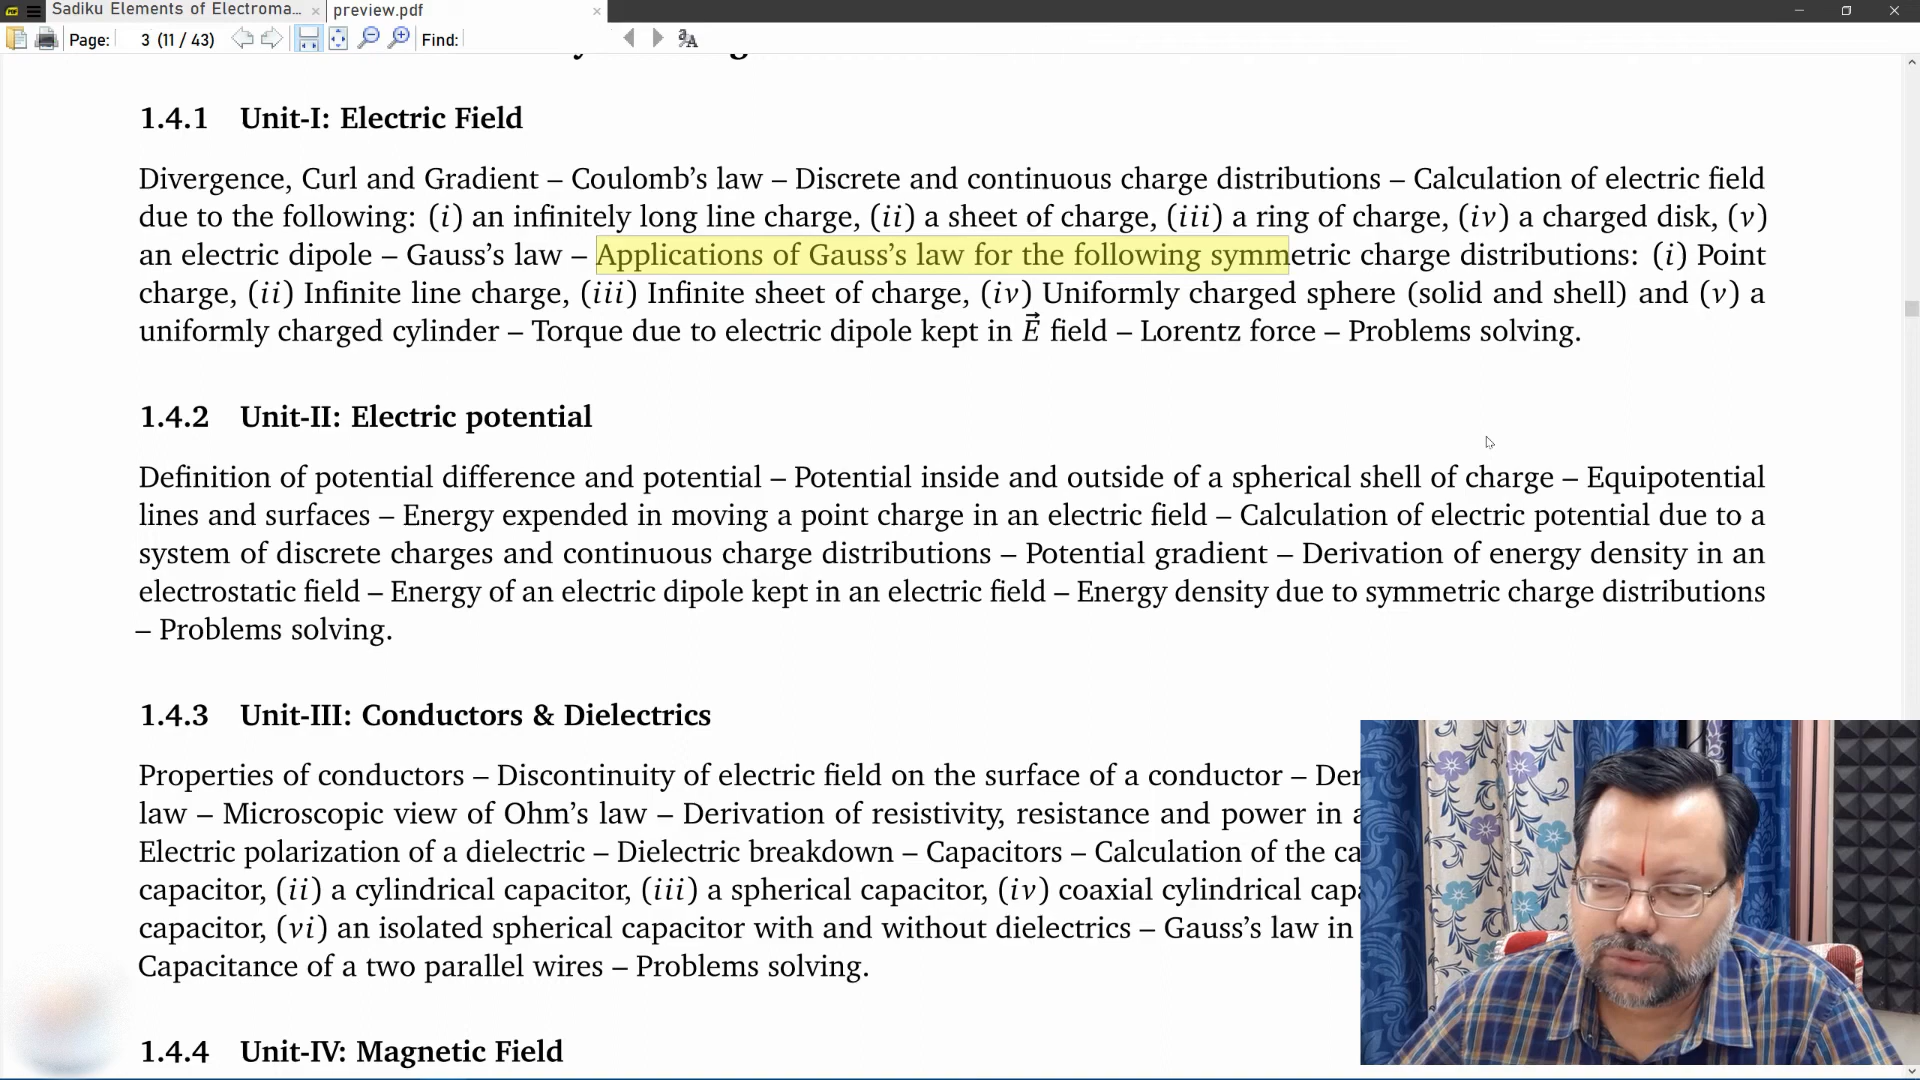 Sadiku Elements of Electroma...
preview.pdf
Page: 3 (11 / 43) Find:
1.4.1 Unit-I: Electric Field
Divergence, Curl and Gradient – Coulomb’s law – Discrete and continuous charge distributions – Calculation of electric field
due to the following: (i) an infinitely long line charge, (ii) a sheet of charge, (iii) a ring of charge, (iv) a charged disk, (v)
an electric dipole – Gauss’s law – Applications of Gauss’s law for the following symmetric charge distributions: (i) Point
charge, (ii) Infinite line charge, (iii) Infinite sheet of charge, (iv) Uniformly charged sphere (solid and shell) and (v) a
uniformly charged cylinder – Torque due to electric dipole kept in E⃗ field – Lorentz force – Problems solving.
1.4.2 Unit-II: Electric potential
Definition of potential difference and potential – Potential inside and outside of a spherical shell of charge – Equipotential
lines and surfaces – Energy expended in moving a point charge in an electric field – Calculation of electric potential due to a
system of discrete charges and continuous charge distributions – Potential gradient – Derivation of energy density in an
electrostatic field – Energy of an electric dipole kept in an electric field – Energy density due to symmetric charge distributions
– Problems solving.
1.4.3 Unit-III: Conductors & Dielectrics
Properties of conductors – Discontinuity of electric field on the surface of a conductor – Der
law – Microscopic view of Ohm’s law – Derivation of resistivity, resistance and power in a
Electric polarization of a dielectric – Dielectric breakdown – Capacitors – Calculation of the ca
capacitor, (ii) a cylindrical capacitor, (iii) a spherical capacitor, (iv) coaxial cylindrical capa
capacitor, (vi) an isolated spherical capacitor with and without dielectrics – Gauss’s law in
Capacitance of a two parallel wires – Problems solving.
1.4.4 Unit-IV: Magnetic Field